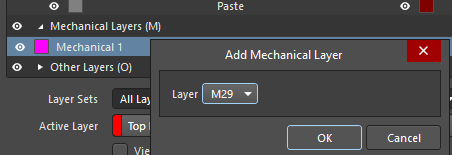 Paste
Mechanical Layers (M)
Mechanical 1
Other Layers (O)
Add Mechanical Layer
Layer M29
Layer Sets All Lay
Active Layer Top
OK Cancel
Vie